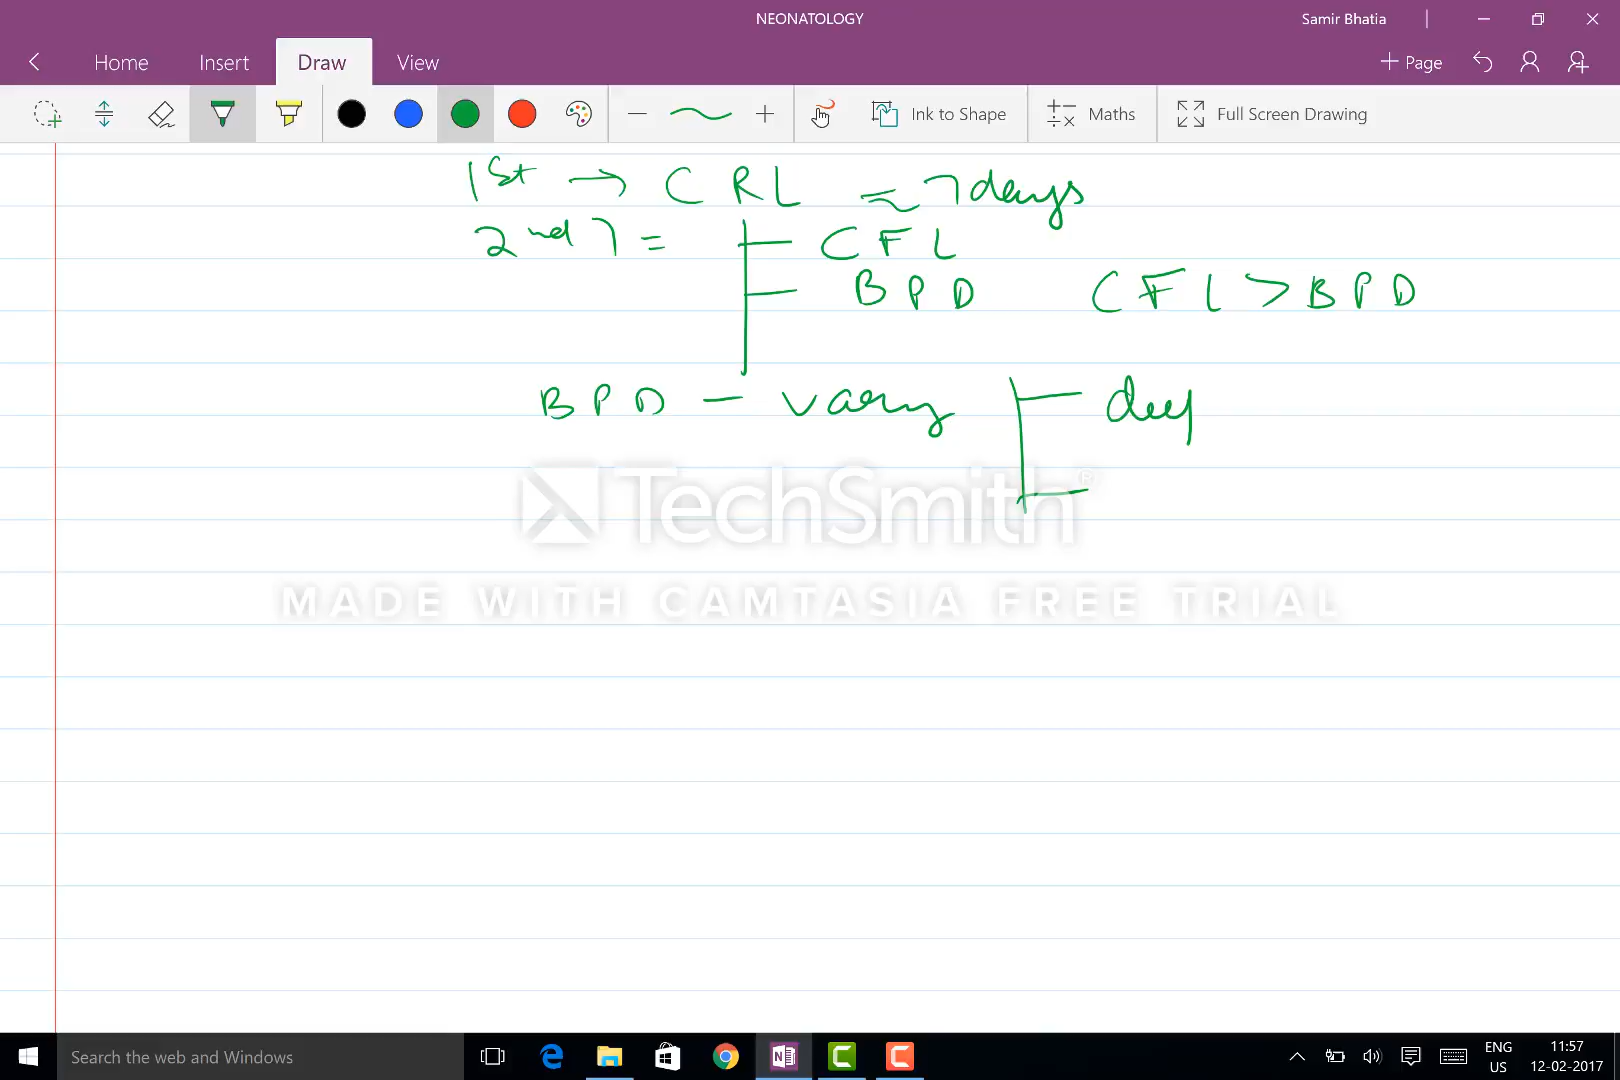 NEONATOLOGY
Samir Bhatia
Home Insert Draw View
Page
Ink to Shape Maths Full Screen Drawing
1st → CRL ≈ 7 days
2nd 7 = CFL
BPD CFL > BPD
BPD - vary
TechSmith®
MADE WITH CAMTASIA FREE TRIAL
Search the web and Windows
ENG
US
11:57
12-02-2017